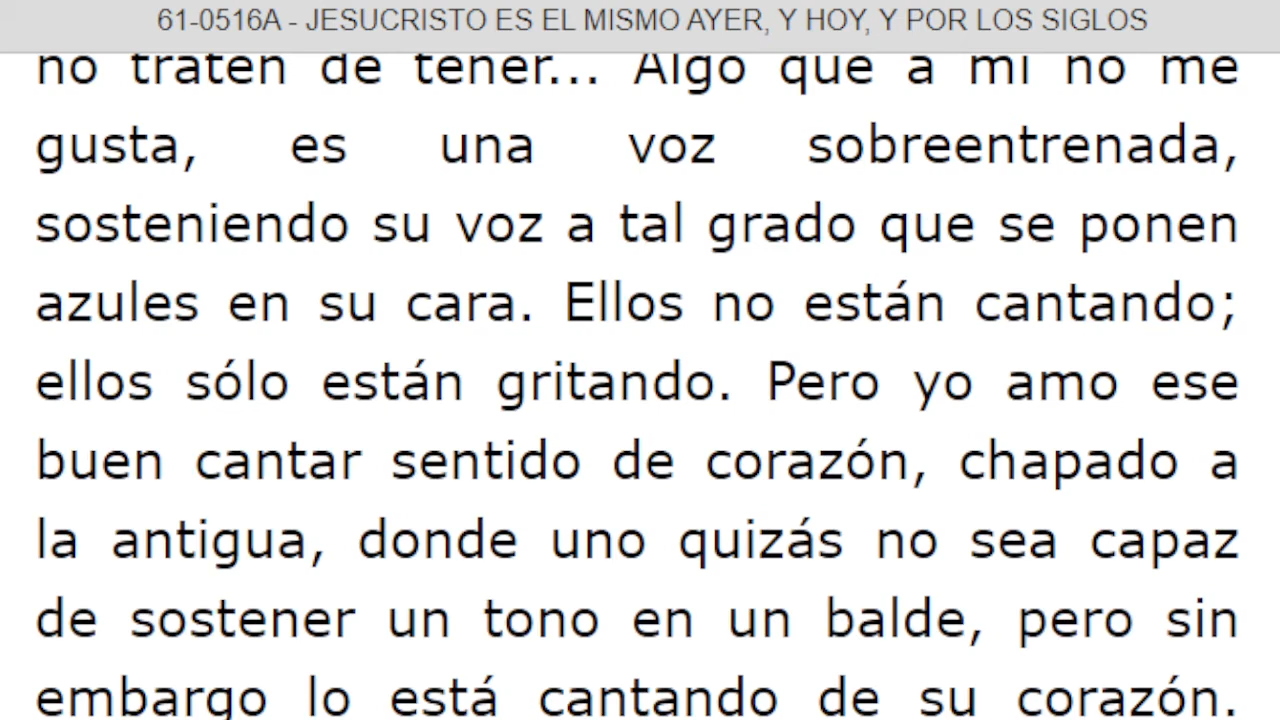 61-0516A - JESUCRISTO ES EL MISMO AYER, Y HOY, Y POR LOS SIGLOS
no traten de tener... Algo que a mí no me
gusta, es una voz sobreentrenada,
sosteniendo su voz a tal grado que se ponen
azules en su cara. Ellos no están cantando;
ellos sólo están gritando. Pero yo amo ese
buen cantar sentido de corazón, chapado a
la antigua, donde uno quizás no sea capaz
de sostener un tono en un balde, pero sin
embargo lo está cantando de su corazón.